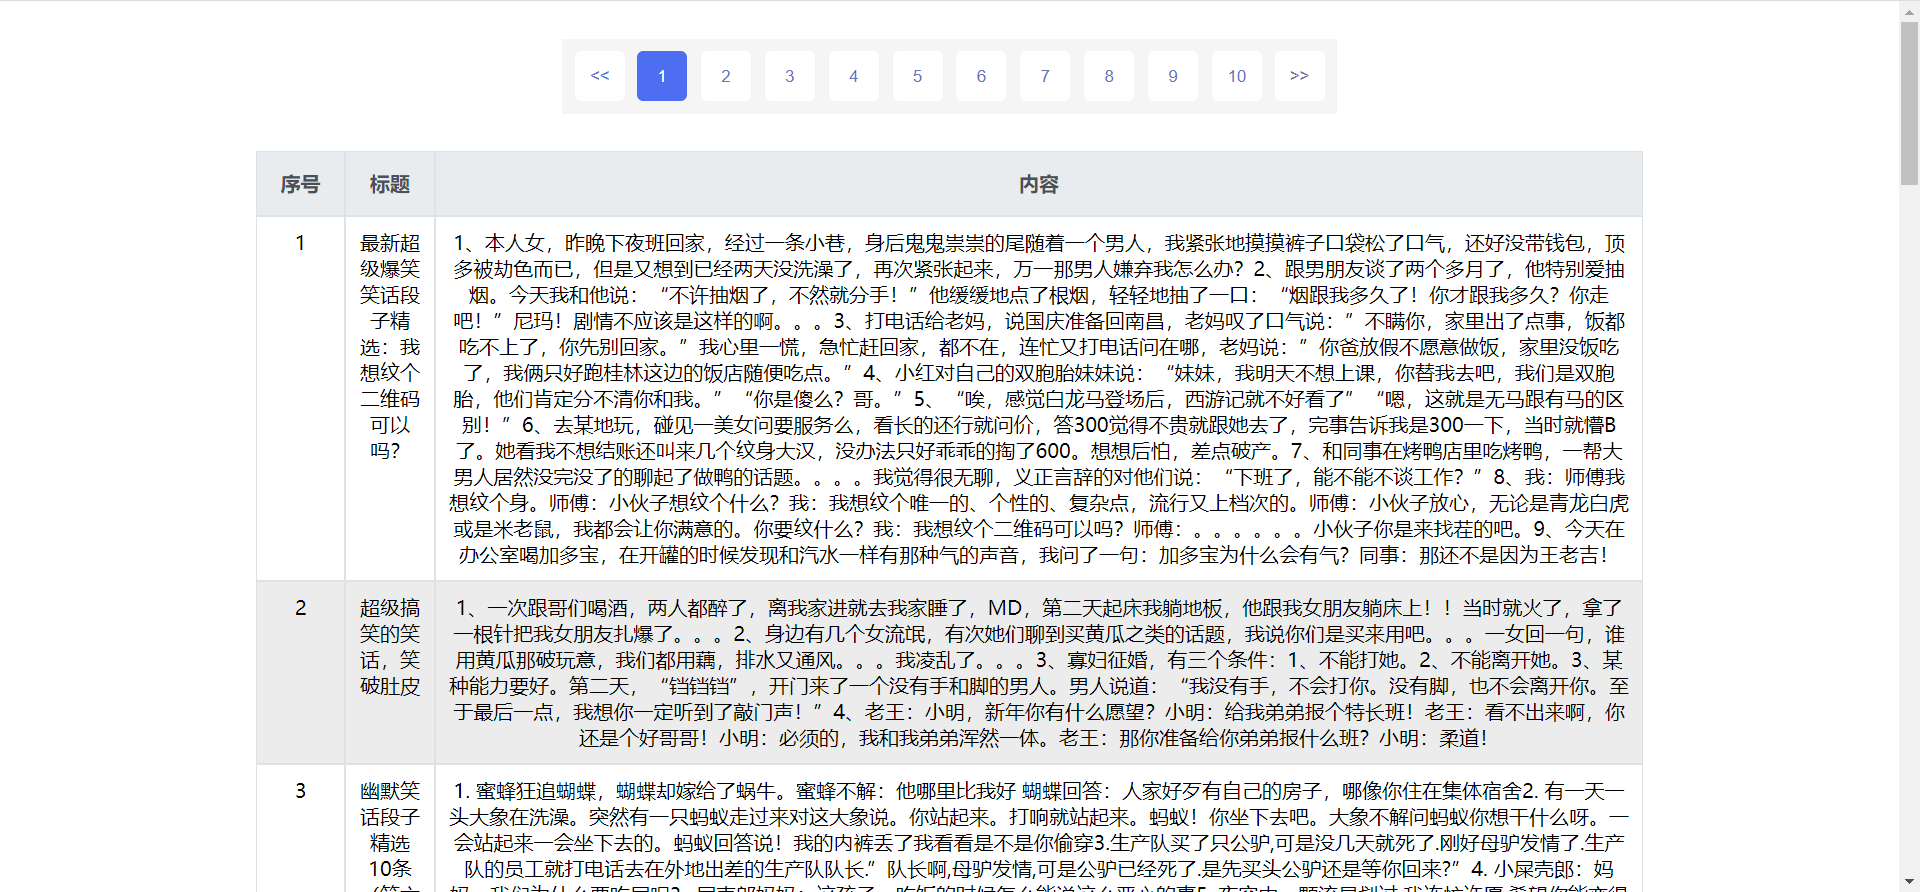 << 1 2 3 4 5 6 7 8 9 10 >>
序号 标题 内容
1
最新超
级爆笑
笑话段
子精
选：我
想纹个
二维码
可以
吗？
1、本人女，昨晚下夜班回家，经过一条小巷，身后鬼鬼祟祟的尾随着一个男人，我紧张地摸摸裤子口袋松了口气，还好没带钱包，顶
多被劫色而已，但是又想到已经两天没洗澡了，再次紧张起来，万一那男人嫌弃我怎么办？2、跟男朋友谈了两个多月了，他特别爱抽
烟。今天我和他说：“不许抽烟了，不然就分手！”他缓缓地点了根烟，轻轻地抽了一口：“烟跟我多久了！你才跟我多久？你走
吧！”尼玛！剧情不应该是这样的啊。。。3、打电话给老妈，说国庆准备回南昌，老妈叹了口气说：”不瞒你，家里出了点事，饭都
吃不上了，你先别回家。”我心里一慌，急忙赶回家，都不在，连忙又打电话问在哪，老妈说：”你爸放假不愿意做饭，家里没饭吃
了，我俩只好跑桂林这边的饭店随便吃点。”4、小红对自己的双胞胎妹妹说：“妹妹，我明天不想上课，你替我去吧，我们是双胞
胎，他们肯定分不清你和我。”“你是傻么？哥。”5、“唉，感觉白龙马登场后，西游记就不好看了”“嗯，这就是无马跟有马的区
别！”6、去某地玩，碰见一美女问要服务么，看长的还行就问价，答300觉得不贵就跟她去了，完事告诉我是300一下，当时就懵B
了。她看我不想结账还叫来几个纹身大汉，没办法只好乖乖的掏了600。想想后怕，差点破产。7、和同事在烤鸭店里吃烤鸭，一帮大
男人居然没完没了的聊起了做鸭的话题。。。。我觉得很无聊，义正言辞的对他们说：“下班了，能不能不谈工作？”8、我：师傅我
想纹个身。师傅：小伙子想纹个什么？我：我想纹个唯一的、个性的、复杂点，流行又上档次的。师傅：小伙子放心，无论是青龙白虎
或是米老鼠，我都会让你满意的。你要纹什么？我：我想纹个二维码可以吗？师傅：。。。。。。小伙子你是来找茬的吧。9、今天在
办公室喝加多宝，在开罐的时候发现和汽水一样有那种气的声音，我问了一句：加多宝为什么会有气？同事：那还不是因为王老吉！
2
超级搞
笑的笑
话，笑
破肚皮
1、一次跟哥们喝酒，两人都醉了，离我家进就去我家睡了，MD，第二天起床我躺地板，他跟我女朋友躺床上！！当时就火了，拿了
一根针把我女朋友扎爆了。。。2、身边有几个女流氓，有次她们聊到买黄瓜之类的话题，我说你们是买来用吧。。。一女回一句，谁
用黄瓜那破玩意，我们都用藕，排水又通风。。。我凌乱了。。。3、寡妇征婚，有三个条件：1、不能打她。2、不能离开她。3、某
种能力要好。第二天，“铛铛铛”，开门来了一个没有手和脚的男人。男人说道：“我没有手，不会打你。没有脚，也不会离开你。至
于最后一点，我想你一定听到了敲门声！”4、老王：小明，新年你有什么愿望？小明：给我弟弟报个特长班！老王：看不出来啊，你
还是个好哥哥！小明：必须的，我和我弟弟浑然一体。老王：那你准备给你弟弟报什么班？小明：柔道！
3
幽默笑
话段子
精选
10条
1. 蜜蜂狂追蝴蝶，蝴蝶却嫁给了蜗牛。蜜蜂不解：他哪里比我好 蝴蝶回答：人家好歹有自己的房子，哪像你住在集体宿舍2. 有一天一
头大象在洗澡。突然有一只蚂蚁走过来对这大象说。你站起来。打响就站起来。蚂蚁！你坐下去吧。大象不解问蚂蚁你想干什么呀。一
会站起来一会坐下去的。蚂蚁回答说！我的内裤丢了我看看是不是你偷穿3.生产队买了只公驴,可是没几天就死了.刚好母驴发情了.生产
队的员工就打电话去在外地出差的生产队队长.”队长啊,母驴发情,可是公驴已经死了.是先买头公驴还是等你回来?”4. 小屎壳郎：妈